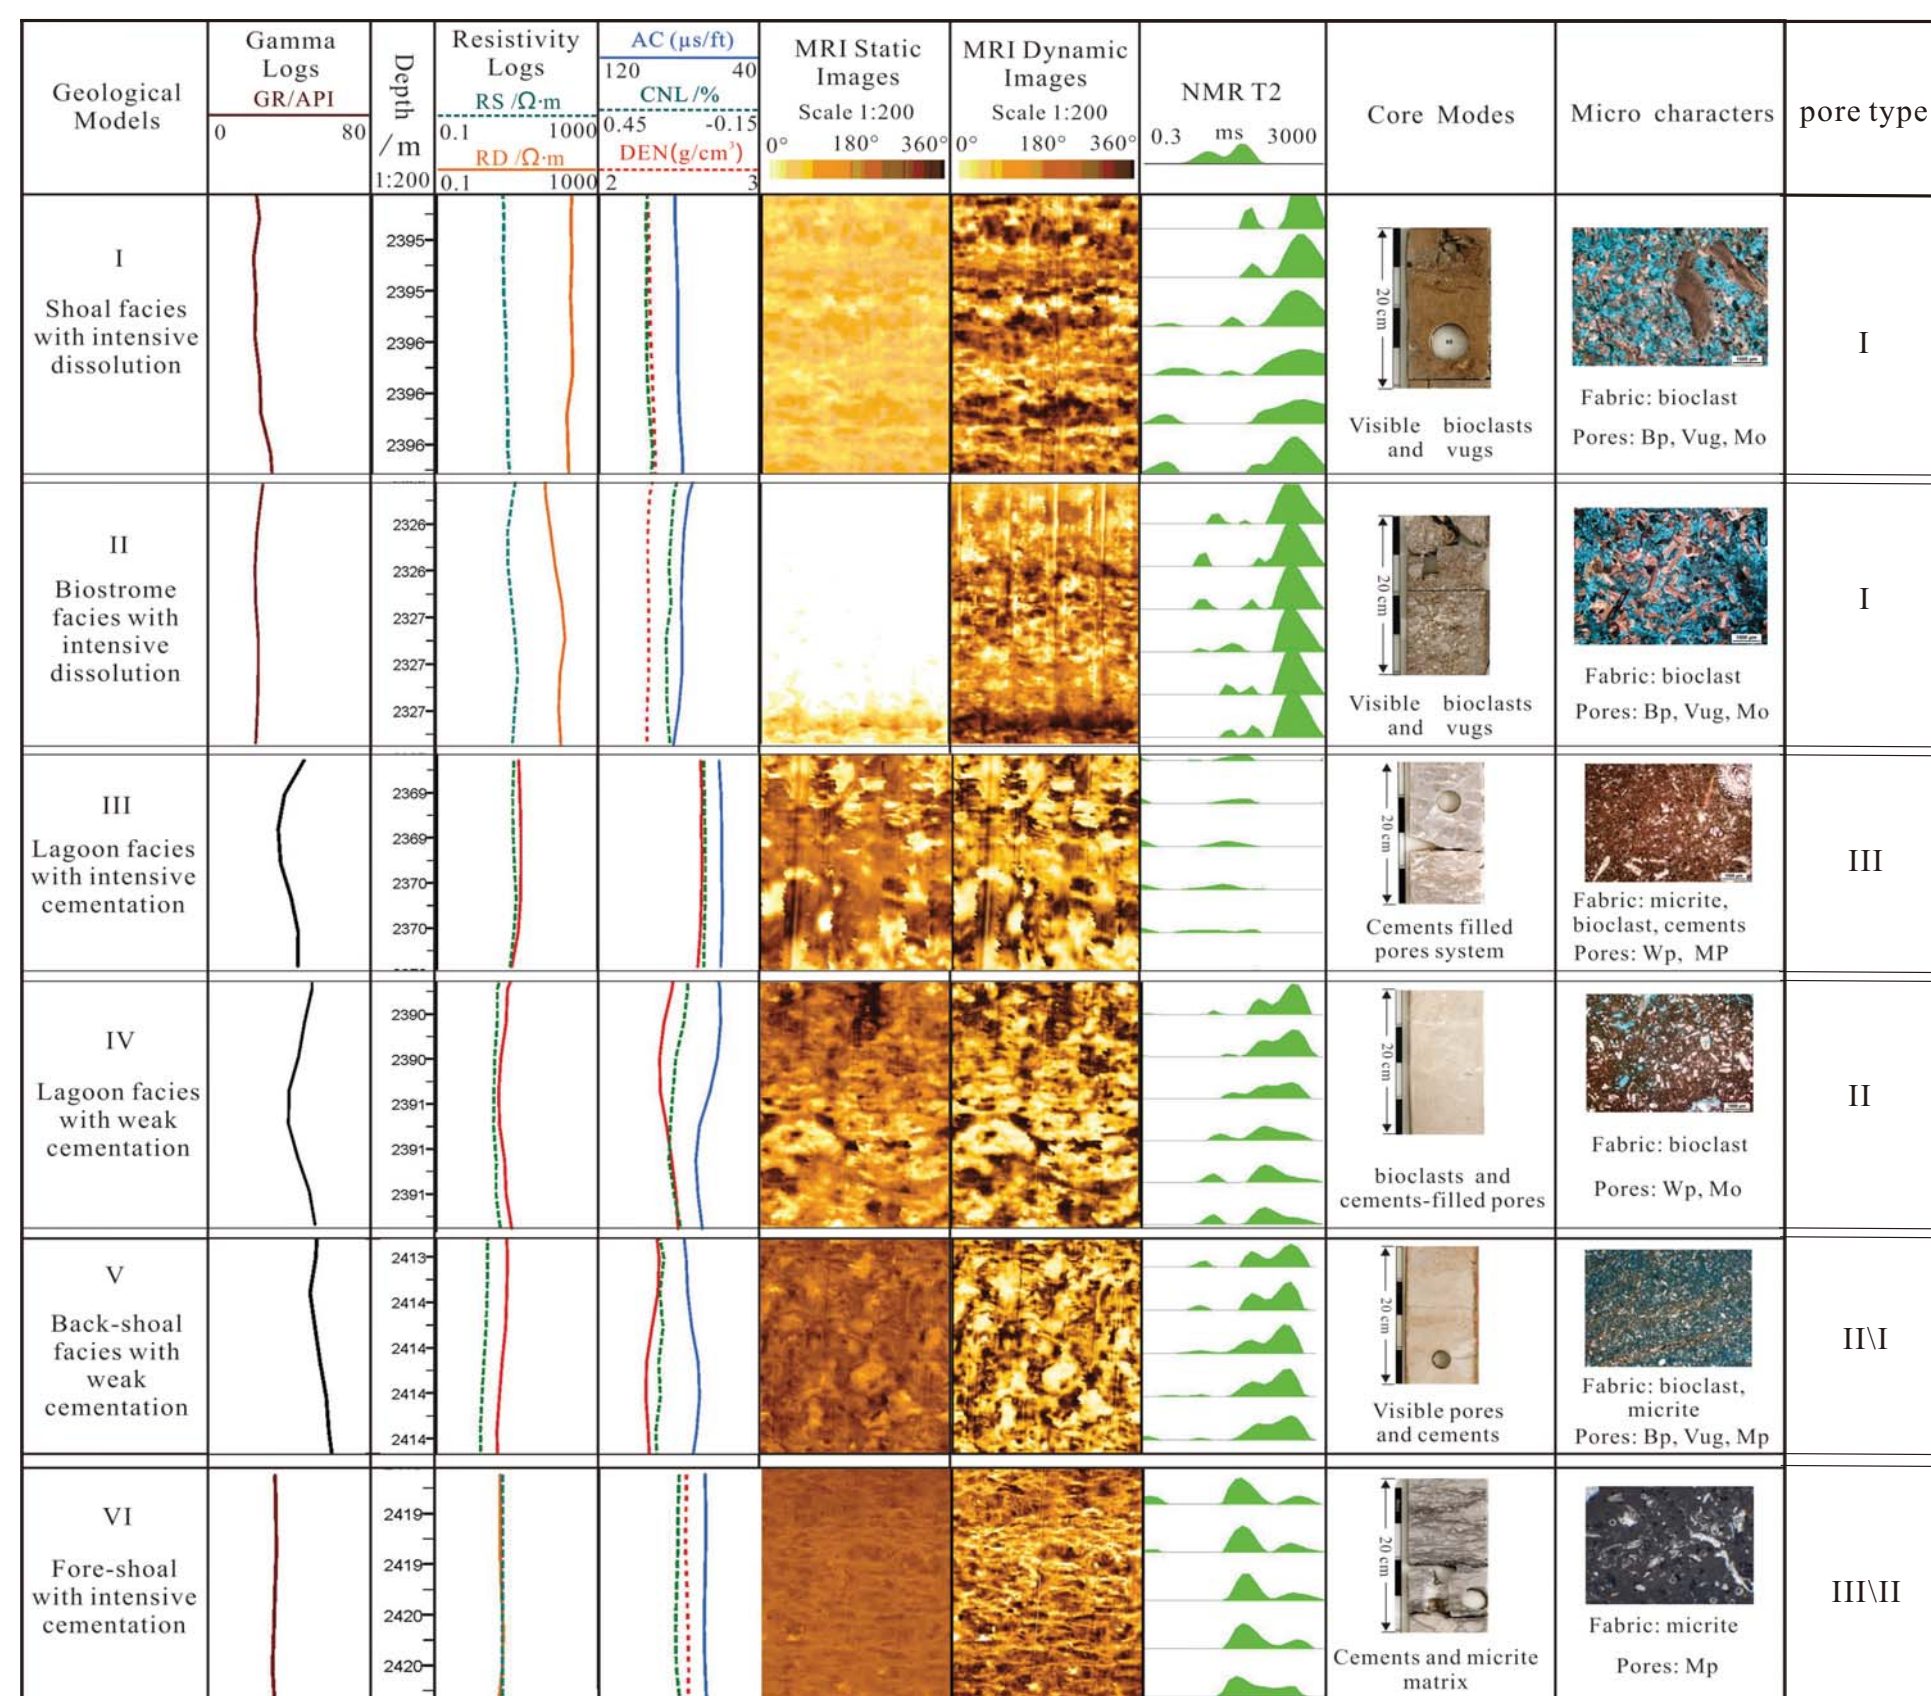 Geological
Models
Gamma
Logs
GR/API
0 80
Depth
/ m
1:200
Resistivity
Logs
RS /Ω·m
0.1 1000
RD /Ω·m
0.1 1000
AC (μs/ft)
120 40
CNL /%
0.45 -0.15
DEN(g/cm³)
2 3
MRI Static
Images
Scale 1:200
0° 180° 360°
MRI Dynamic
Images
Scale 1:200
0° 180° 360°
NMR T2
0.3 ms 3000
Core Modes
Micro characters
pore type
I
Shoal facies
with intensive
dissolution
2395
2395
2396
2396
2396
20 cm
Visible bioclasts
and vugs
Fabric: bioclast
Pores: Bp, Vug, Mo
I
II
Biostrome
facies with
intensive
dissolution
2326
2326
2327
2327
2327
20 cm
Visible bioclasts
and vugs
Fabric: bioclast
Pores: Bp, Vug, Mo
I
III
Lagoon facies
with intensive
cementation
2369
2369
2370
2370
20 cm
Cements filled
pores system
Fabric: micrite,
bioclast, cements
Pores: Wp, MP
III
IV
Lagoon facies
with weak
cementation
2390
2390
2391
2391
2391
20 cm
bioclasts and
cements-filled pores
Fabric: bioclast
Pores: Wp, Mo
II
V
Back-shoal
facies with
weak
cementation
2413
2414
2414
2414
2414
20 cm
Visible pores
and cements
Fabric: bioclast,
micrite
Pores: Bp, Vug, Mp
II\I
VI
Fore-shoal
with intensive
cementation
2419
2419
2420
2420
20 cm
Cements and micrite
matrix
Fabric: micrite
Pores: Mp
III\II